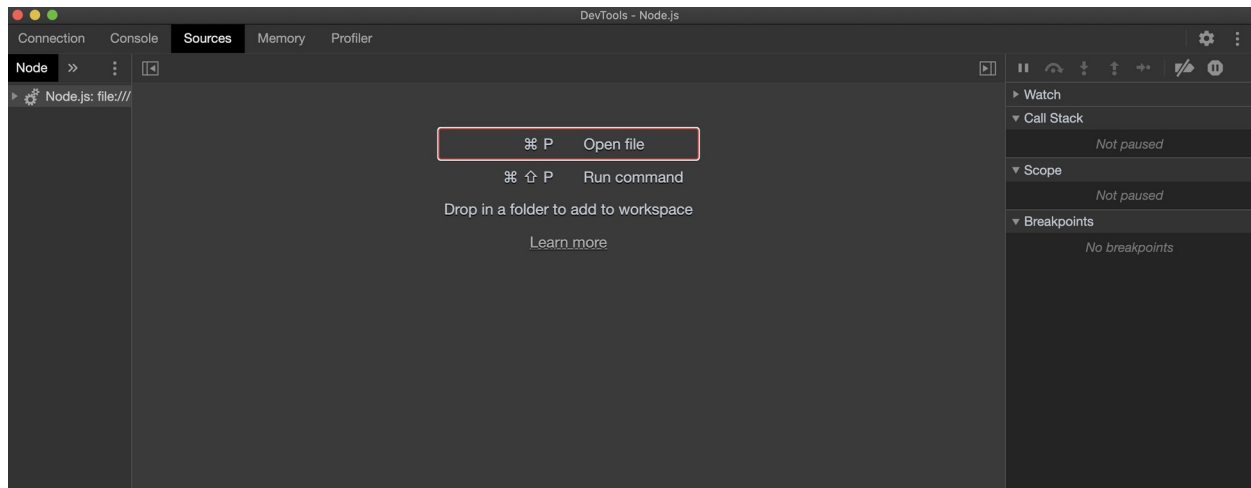 DevTools - Node.js
Connection Console Sources Memory Profiler
Node »
Node.js: file:///
⌘ P Open file
⌘ ⇧ P Run command
Drop in a folder to add to workspace
Learn more
Watch
Call Stack
Not paused
Scope
Not paused
Breakpoints
No breakpoints